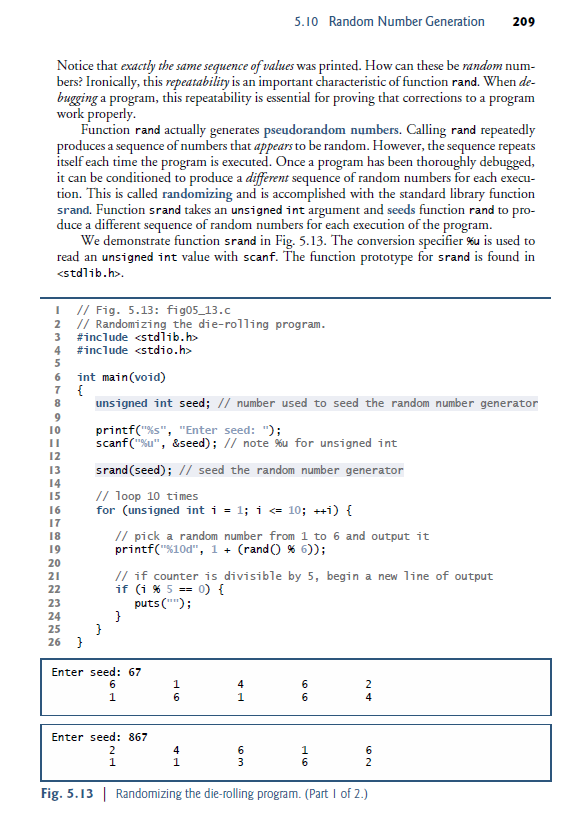 5.10 Random Number Generation 209
Notice that exactly the same sequence of values was printed. How can these be random num-
bers? Ironically, this repeatability is an important characteristic of function rand. When de-
bugging a program, this repeatability is essential for proving that corrections to a program
work properly.
Function rand actually generates pseudorandom numbers. Calling rand repeatedly
produces a sequence of numbers that appears to be random. However, the sequence repeats
itself each time the program is executed. Once a program has been thoroughly debugged,
it can be conditioned to produce a different sequence of random numbers for each execu-
tion. This is called randomizing and is accomplished with the standard library function
srand. Function srand takes an unsigned int argument and seeds function rand to pro-
duce a different sequence of random numbers for each execution of the program.
We demonstrate function srand in Fig. 5.13. The conversion specifier %u is used to
read an unsigned int value with scanf. The function prototype for srand is found in
<stdlib.h>.
1 // Fig. 5.13: fig05_13.c
2 // Randomizing the die-rolling program.
3 #include <stdlib.h>
4 #include <stdio.h>
5
6 int main(void)
7 {
8 unsigned int seed; // number used to seed the random number generator
9
10 printf("%s", "Enter seed: ");
11 scanf("%u", &seed); // note %u for unsigned int
12
13 srand(seed); // seed the random number generator
14
15 // loop 10 times
16 for (unsigned int i = 1; i <= 10; ++i) {
17
18 // pick a random number from 1 to 6 and output it
19 printf("%10d", 1 + (rand() % 6));
20
21 // if counter is divisible by 5, begin a new line of output
22 if (i % 5 == 0) {
23 puts("");
24 }
25 }
26 }
Enter seed: 67
6 1 4 6 2
1 6 1 6 4
Enter seed: 867
2 4 6 1 6
1 1 3 6 2
Fig. 5.13 | Randomizing the die-rolling program. (Part 1 of 2.)